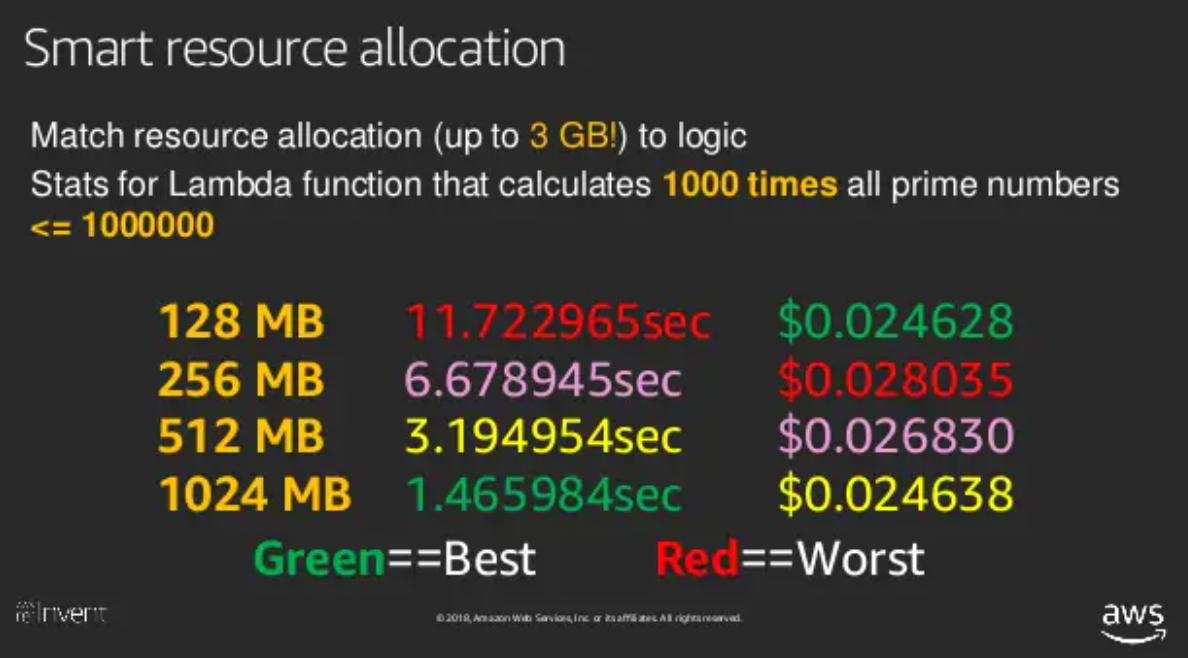 Smart resource allocation
Match resource allocation (up to 3 GB!) to logic
Stats for Lambda function that calculates 1000 times all prime numbers
<= 1000000
128 MB 11.722965sec $0.024628
256 MB 6.678945sec $0.028035
512 MB 3.194954sec $0.026830
1024 MB 1.465984sec $0.024638
Green==Best Red==Worst
re:Invent
© 2018, Amazon Web Services, Inc. or its affiliates. All rights reserved.
aws